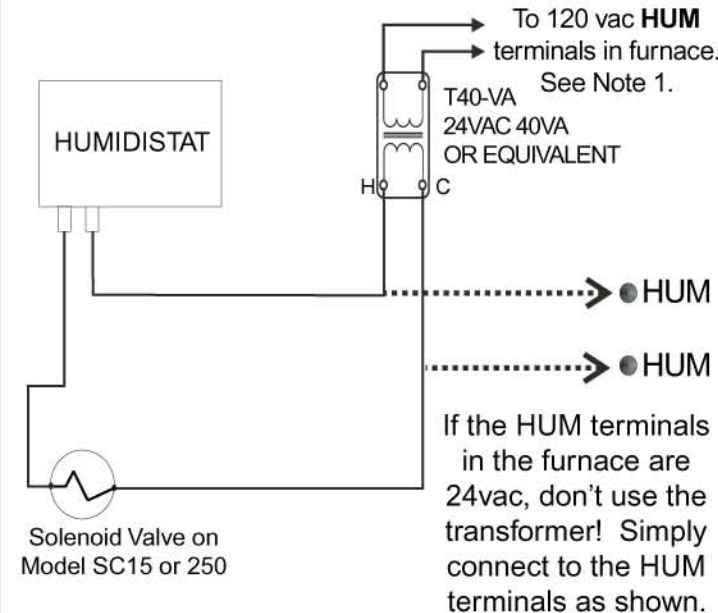 To 120 vac HUM
terminals in furnace.
See Note 1.
HUMIDISTAT
T40-VA
24VAC 40VA
OR EQUIVALENT
H
C
HUM
HUM
If the HUM terminals
in the furnace are
24vac, don't use the
transformer! Simply
connect to the HUM
terminals as shown.
Solenoid Valve on
Model SC15 or 250